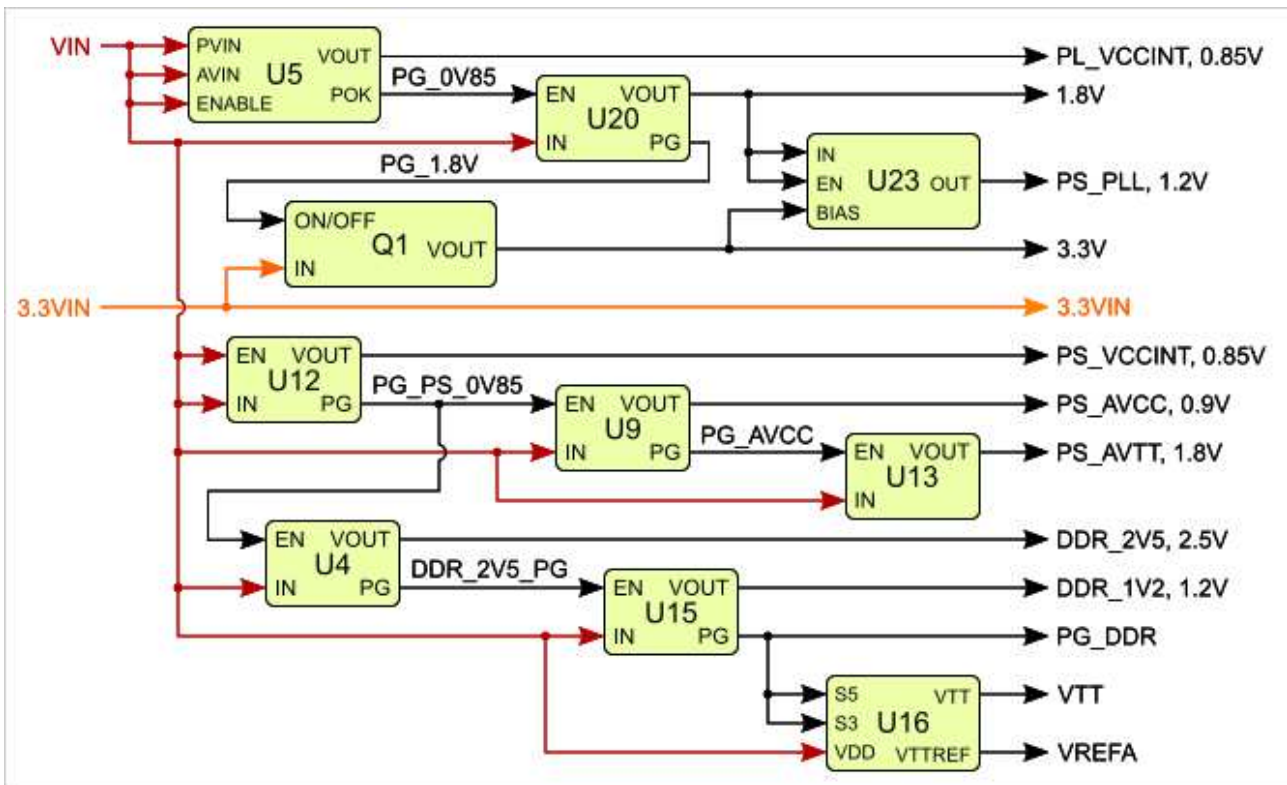 VIN
PVIN
AVIN
ENABLE
VOUT
POK
U5
PG_0V85
PL_VCCINT, 0.85V
EN
VOUT
U20
IN
PG
1.8V
PG_1.8V
IN
EN
BIAS
U23
OUT
PS_PLL, 1.2V
ON/OFF
Q1
VOUT
IN
3.3V
3.3VIN
3.3VIN
EN
VOUT
U12
IN
PG
PS_VCCINT, 0.85V
PG_PS_0V85
EN
VOUT
U9
IN
PG
PS_AVCC, 0.9V
PG_AVCC
EN
VOUT
U13
IN
PS_AVTT, 1.8V
EN
VOUT
U4
IN
PG
DDR_2V5, 2.5V
DDR_2V5_PG
EN
VOUT
U15
IN
PG
DDR_1V2, 1.2V
PG_DDR
S5
S3
VDD
U16
VTT
VTTREF
VTT
VREFA